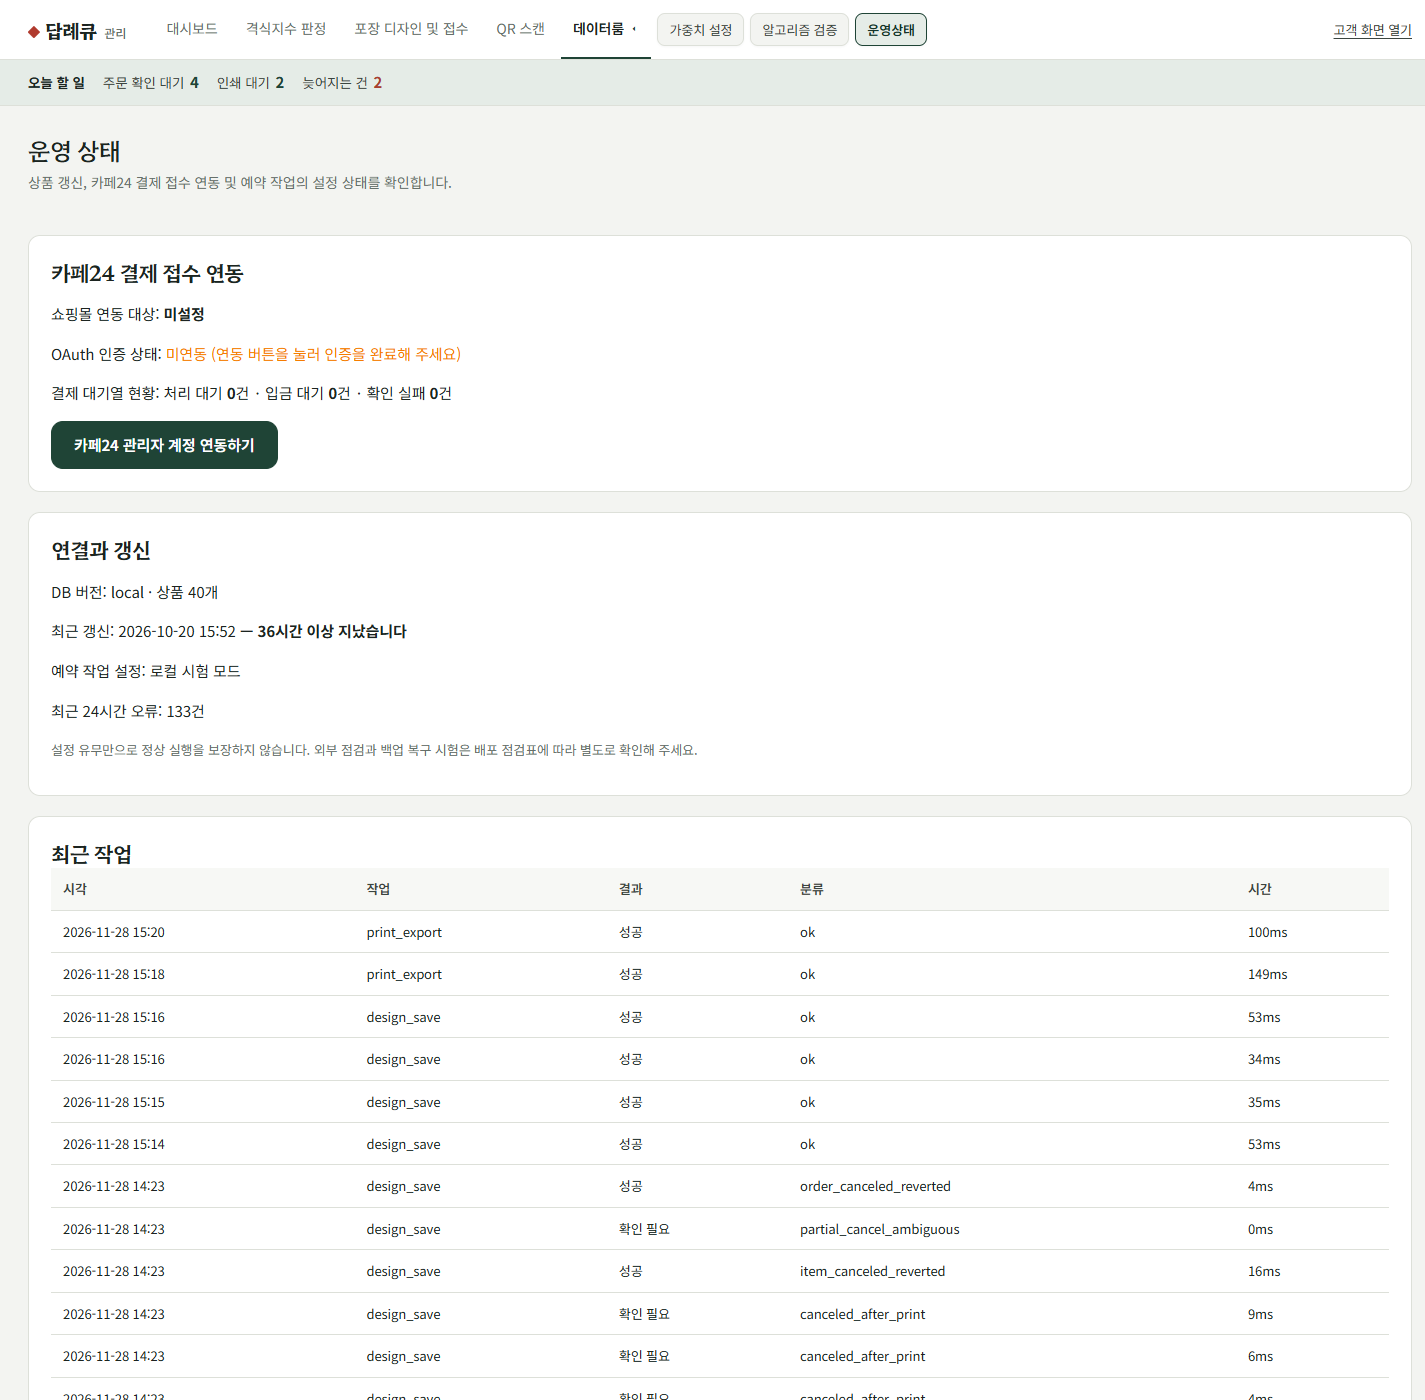 답례큐 관리 대시보드 격식지수 판정 포장 디자인 및 접수 QR 스캔 데이터룸 가중치 설정 알고리즘 검증 운영상태 고객 화면 열기
오늘 할 일 주문 확인 대기 4 인쇄 대기 2 늦어지는 건 2
운영 상태
상품 갱신, 카페24 결제 접수 연동 및 예약 작업의 설정 상태를 확인합니다.
카페24 결제 접수 연동
쇼핑몰 연동 대상: 미설정
OAuth 인증 상태: 미연동 (연동 버튼을 눌러 인증을 완료해 주세요)
결제 대기열 현황: 처리 대기 0건 · 입금 대기 0건 · 확인 실패 0건
카페24 관리자 계정 연동하기
연결과 갱신
DB 버전: local · 상품 40개
최근 갱신: 2026-10-20 15:52 — 36시간 이상 지났습니다
예약 작업 설정: 로컬 시험 모드
최근 24시간 오류: 133건
설정 유무만으로 정상 실행을 보장하지 않습니다. 외부 점검과 백업 복구 시험은 배포 점검표에 따라 별도로 확인해 주세요.
최근 작업
시각 작업 결과 분류 시간
2026-11-28 15:20 print_export 성공 ok 100ms
2026-11-28 15:18 print_export 성공 ok 149ms
2026-11-28 15:16 design_save 성공 ok 53ms
2026-11-28 15:16 design_save 성공 ok 34ms
2026-11-28 15:15 design_save 성공 ok 35ms
2026-11-28 15:14 design_save 성공 ok 53ms
2026-11-28 14:23 design_save 성공 order_canceled_reverted 4ms
2026-11-28 14:23 design_save 확인 필요 partial_cancel_ambiguous 0ms
2026-11-28 14:23 design_save 성공 item_canceled_reverted 16ms
2026-11-28 14:23 design_save 확인 필요 canceled_after_print 9ms
2026-11-28 14:23 design_save 확인 필요 canceled_after_print 6ms
2026-11-28 14:23 design_save 확인 필요 canceled_after_print 4ms